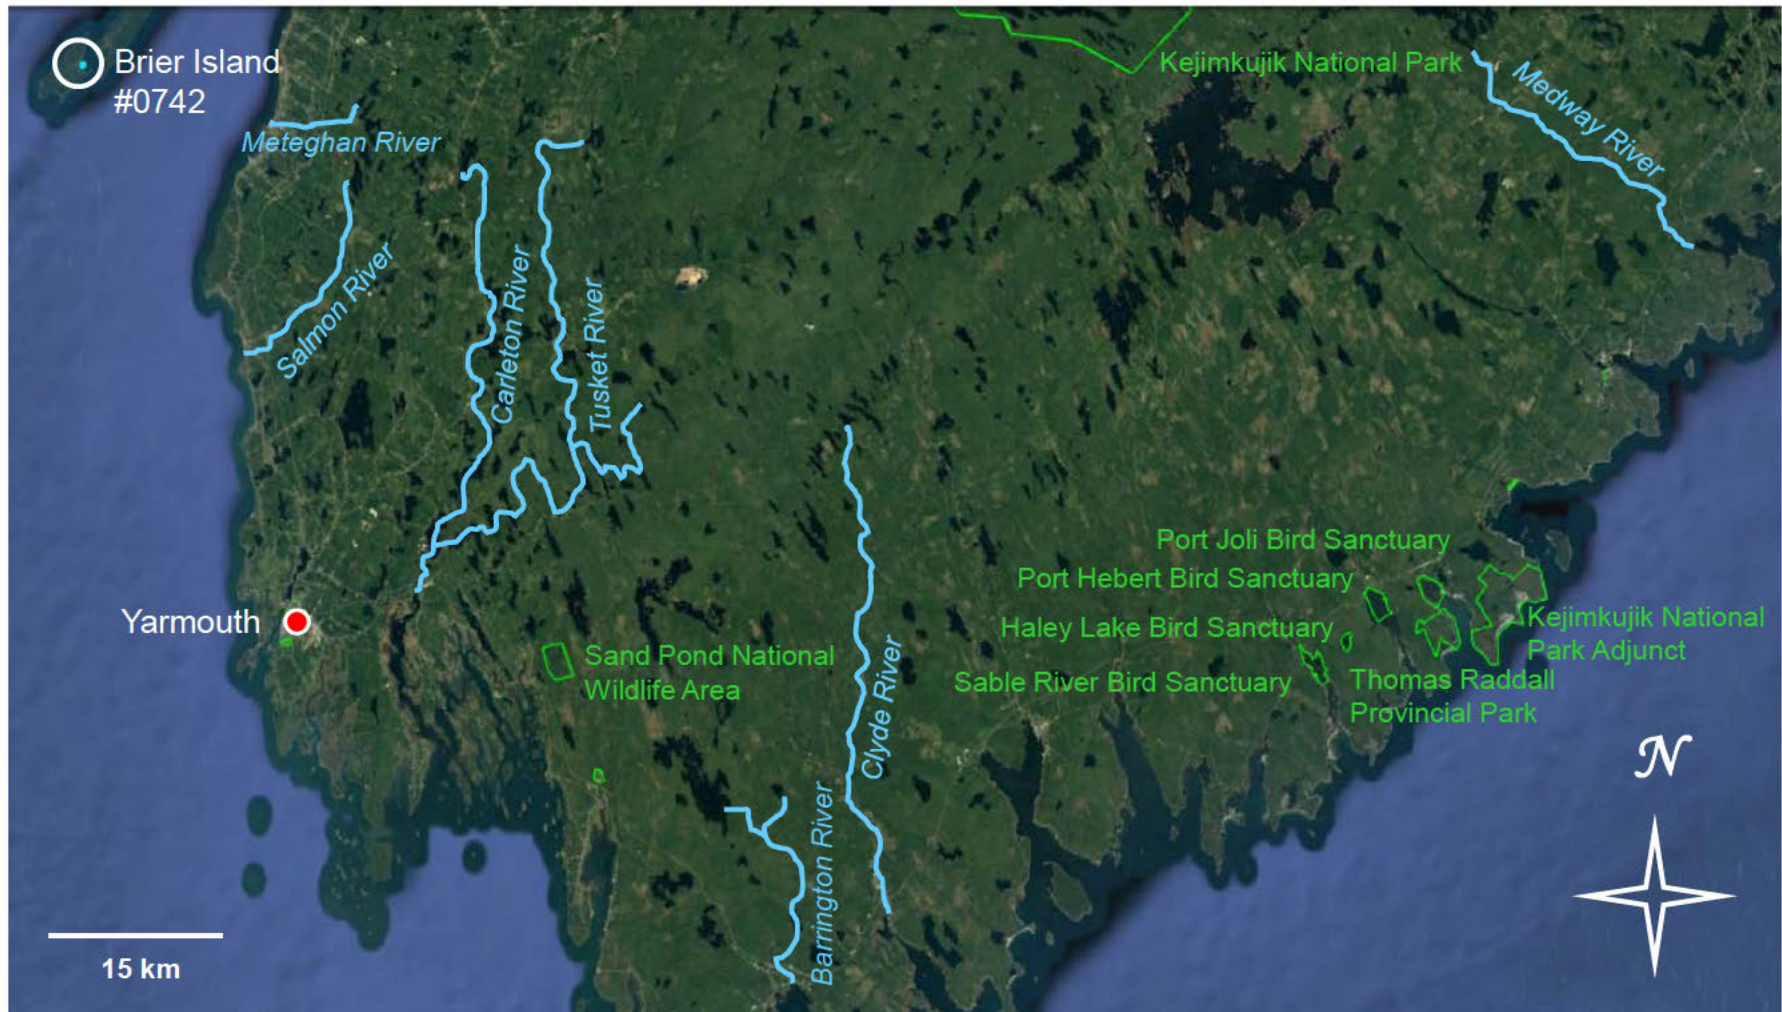 Brier Island
#0742
Kejimkujik National Park
Medway River
Meteghan River
Salmon River
Carleton River
Tusket River
Port Joli Bird Sanctuary
Port Hebert Bird Sanctuary
Haley Lake Bird Sanctuary
Sable River Bird Sanctuary
Kejimkujik National
Park Adjunct
Thomas Raddall
Provincial Park
Yarmouth
Sand Pond National
Wildlife Area
Clyde River
Barrington River
N
15 km